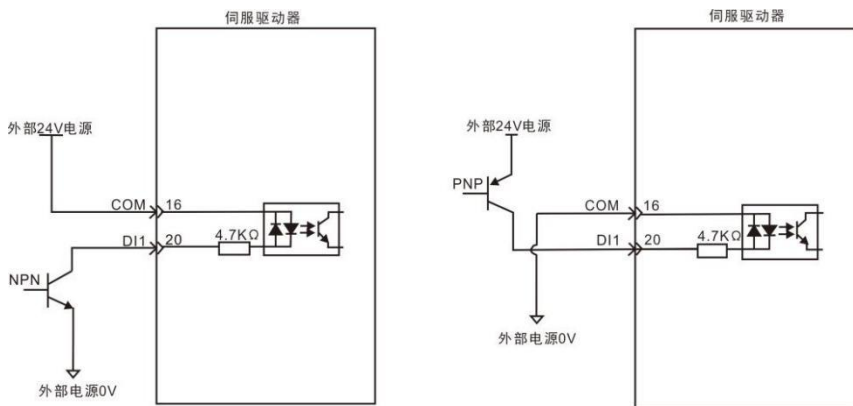 伺服驱动器
外部24V电源
COM 16
DI1 20 4.7KΩ
NPN
外部电源0V
伺服驱动器
外部24V电源
PNP
COM 16
DI1 20 4.7KΩ
外部电源0V